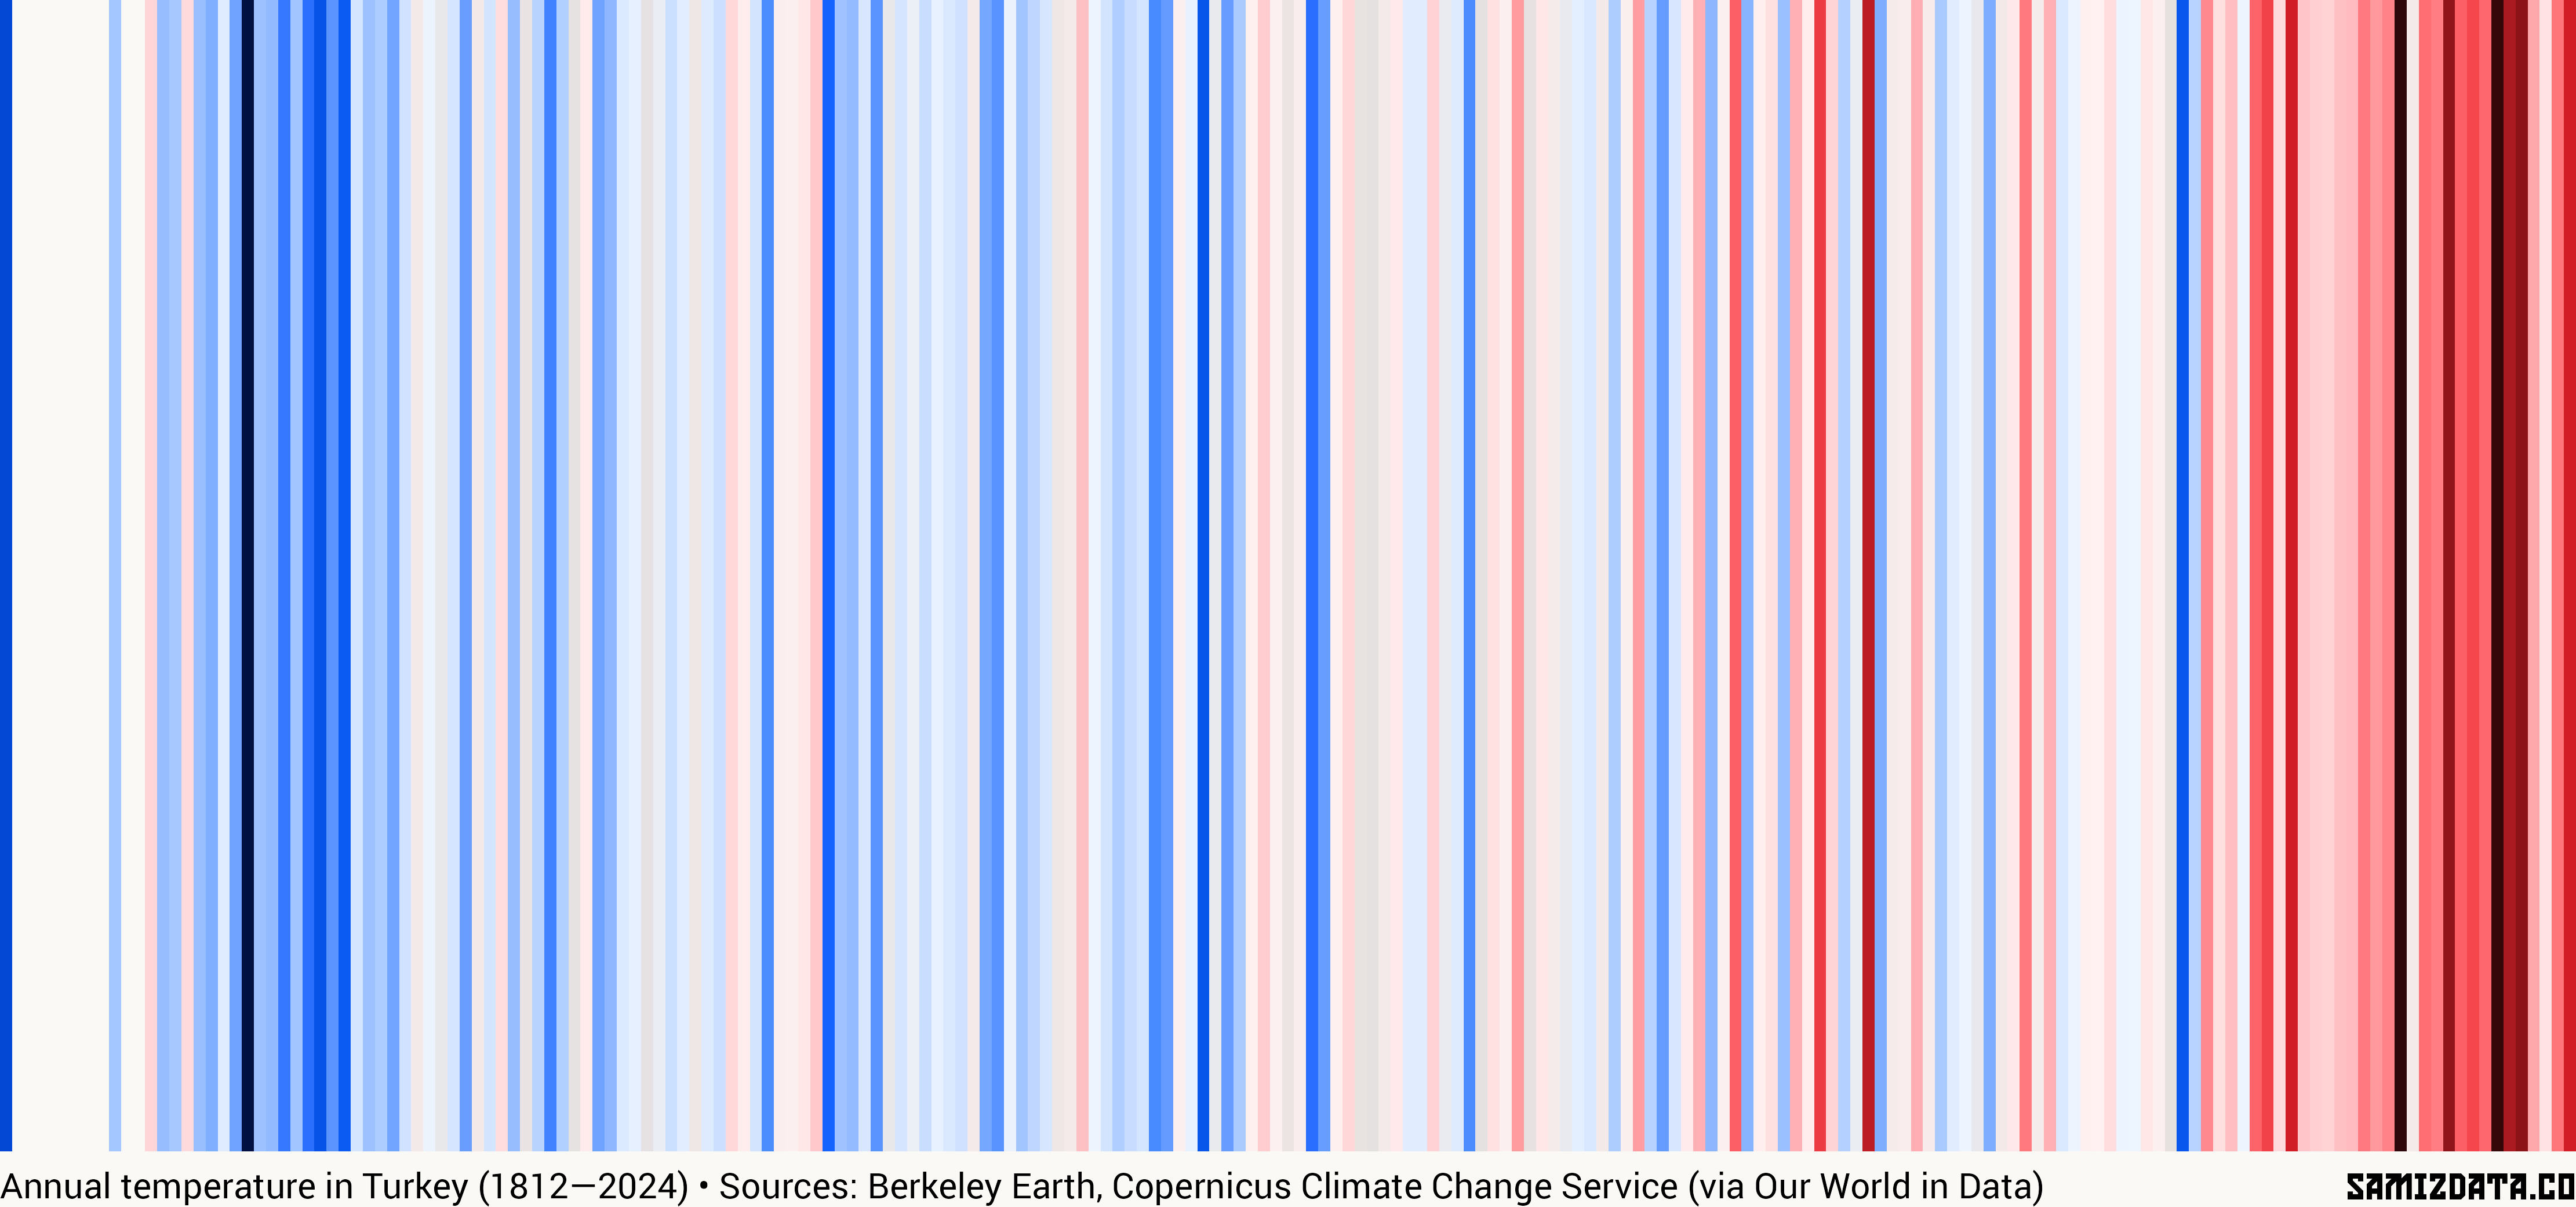 Annual temperature in Turkey (1812—2024) • Sources: Berkeley Earth, Copernicus Climate Change Service (via Our World in Data)
SAMIZDATA.CO